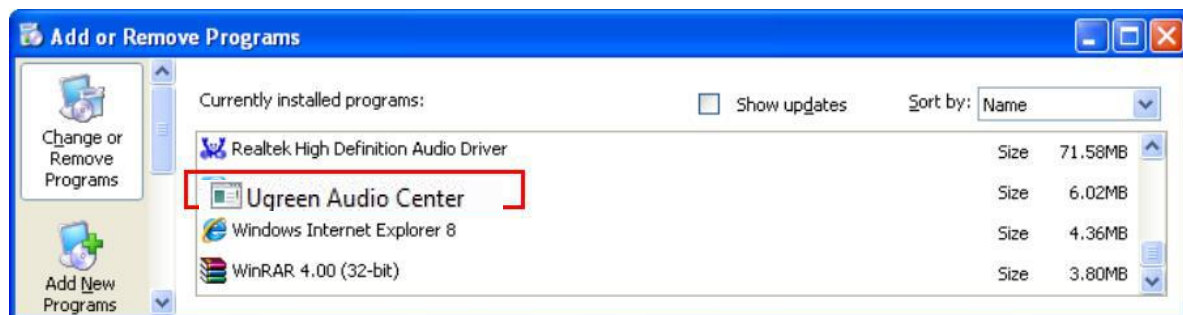 Add or Remove Programs
Change or
Remove
Programs
Add New
Programs
Currently installed programs:
Show updates
Sort by: Name
Realtek High Definition Audio Driver Size 71.58MB
Ugreen Audio Center Size 6.02MB
Windows Internet Explorer 8 Size 4.36MB
WinRAR 4.00 (32-bit) Size 3.80MB